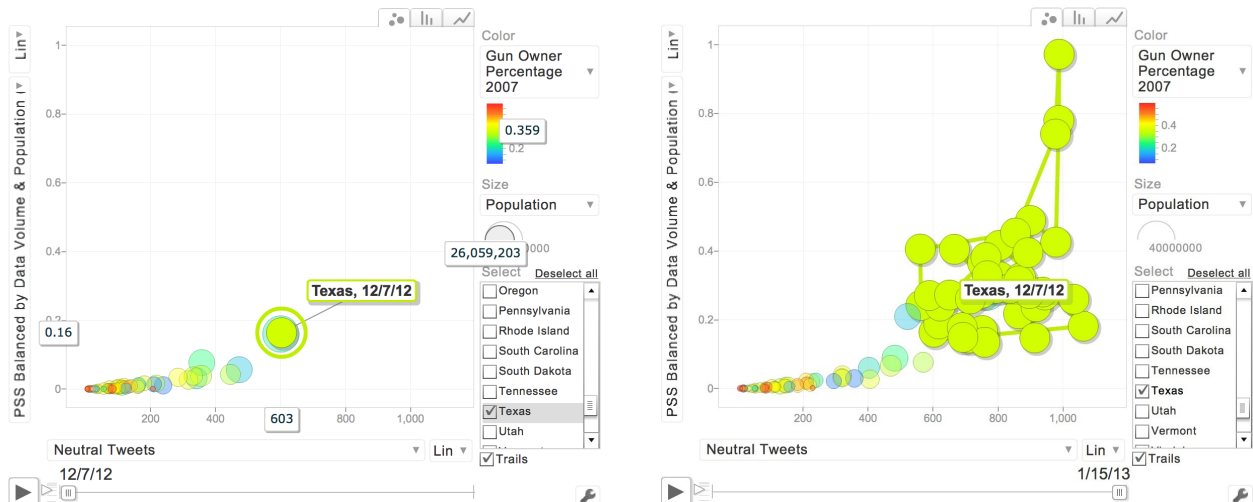 Color
Lin
Gun Owner
Percentage
2007
1
0.8
0.6
0.4
0.2
0
0.359
0.2
Size
Population
26,059,203
0000
PSS Balanced by Data Volume & Population (
Texas, 12/7/12
0.16
603
200
400
800
1,000
Select
Deselect all
Oregon
Pennsylvania
Rhode Island
South Carolina
South Dakota
Tennessee
Texas
Utah
Neutral Tweets
Lin
Trails
12/7/12
Color
Lin
Gun Owner
Percentage
2007
1
0.8
0.6
0.4
0.2
0
0.4
0.2
Size
Population
40000000
PSS Balanced by Data Volume & Population (
Texas, 12/7/12
200
400
600
800
1,000
Select
Deselect all
Pennsylvania
Rhode Island
South Carolina
South Dakota
Tennessee
Texas
Utah
Vermont
Neutral Tweets
Lin
Trails
1/15/13